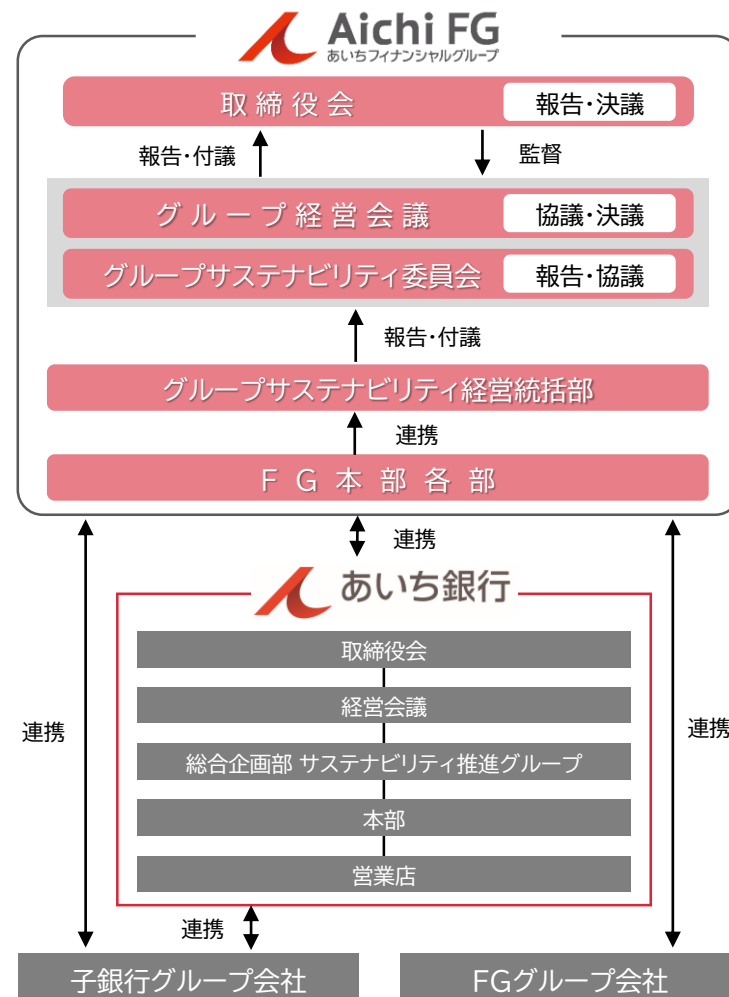 Aichi FG
あいちフィナンシャルグループ
取締役会 報告・決議
報告・付議 監督
グループ経営会議 協議・決議
グループサステナビリティ委員会 報告・協議
報告・付議
グループサステナビリティ経営統括部
連携
FG本部各部
連携
あいち銀行
取締役会
経営会議
連携 連携
総合企画部 サステナビリティ推進グループ
本部
営業店
連携
子銀行グループ会社 FGグループ会社